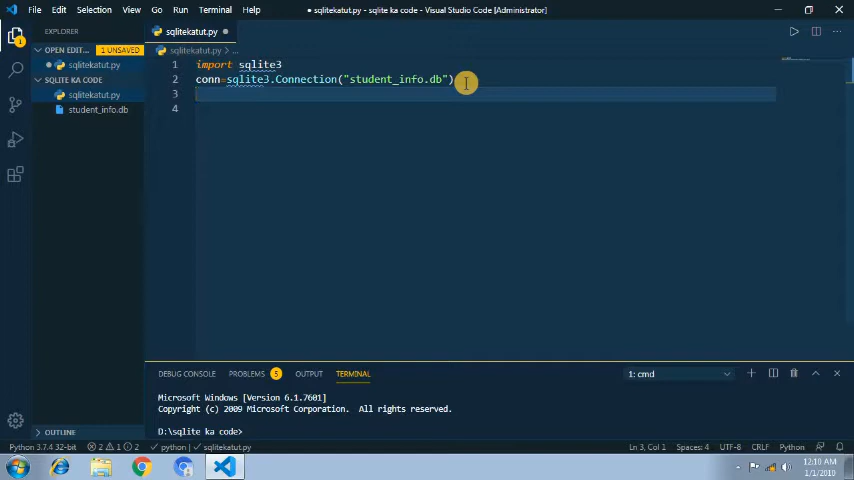 File Edit Selection View Go Run Terminal Help
● sqlitekatut.py - sqlite ka code - Visual Studio Code [Administrator]
EXPLORER
OPEN EDIT... 1 UNSAVED
● sqlitekatut.py
SQLITE KA CODE
sqlitekatut.py
student_info.db
OUTLINE
sqlitekatut.py ●
sqlitekatut.py > ...
1 import sqlite3
2 conn=sqlite3.Connection("student_info.db")
3
4
DEBUG CONSOLE PROBLEMS 5 OUTPUT TERMINAL 1: cmd
Microsoft Windows [Version 6.1.7601]
Copyright (c) 2009 Microsoft Corporation. All rights reserved.
D:\sqlite ka code>
Python 3.7.4 32-bit 2 1 2 python | sqlitekatut.py Ln 3, Col 1 Spaces: 4 UTF-8 CRLF Python
12:10 AM
1/1/2010